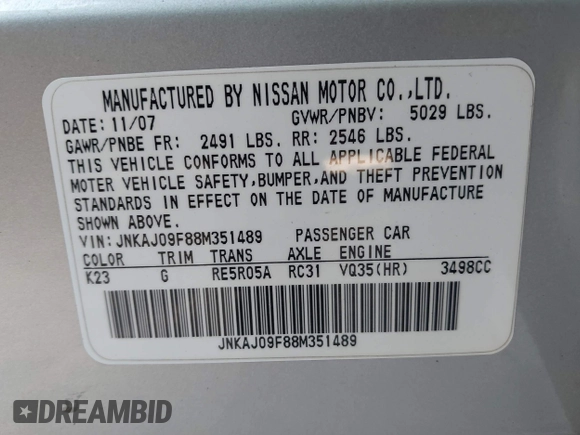 MANUFACTURED BY NISSAN MOTOR CO.,LTD.
DATE: 11/07 GVWR/PNBV: 5029 LBS.
GAWR/PNBE FR: 2491 LBS. RR: 2546 LBS.
THIS VEHICLE CONFORMS TO ALL APPLICABLE FEDERAL
MOTER VEHICLE SAFETY,BUMPER,AND THEFT PREVENTION
STANDARDS IN EFFECT ON THE DATE OF MANUFACTURE
SHOWN ABOVE.
VIN: JNKAJ09F88M351489 PASSENGER CAR
COLOR TRIM TRANS AXLE ENGINE
K23 G RE5R05A RC31 VQ35(HR) 3498CC
JNKAJ09F88M351489
DREAMBID